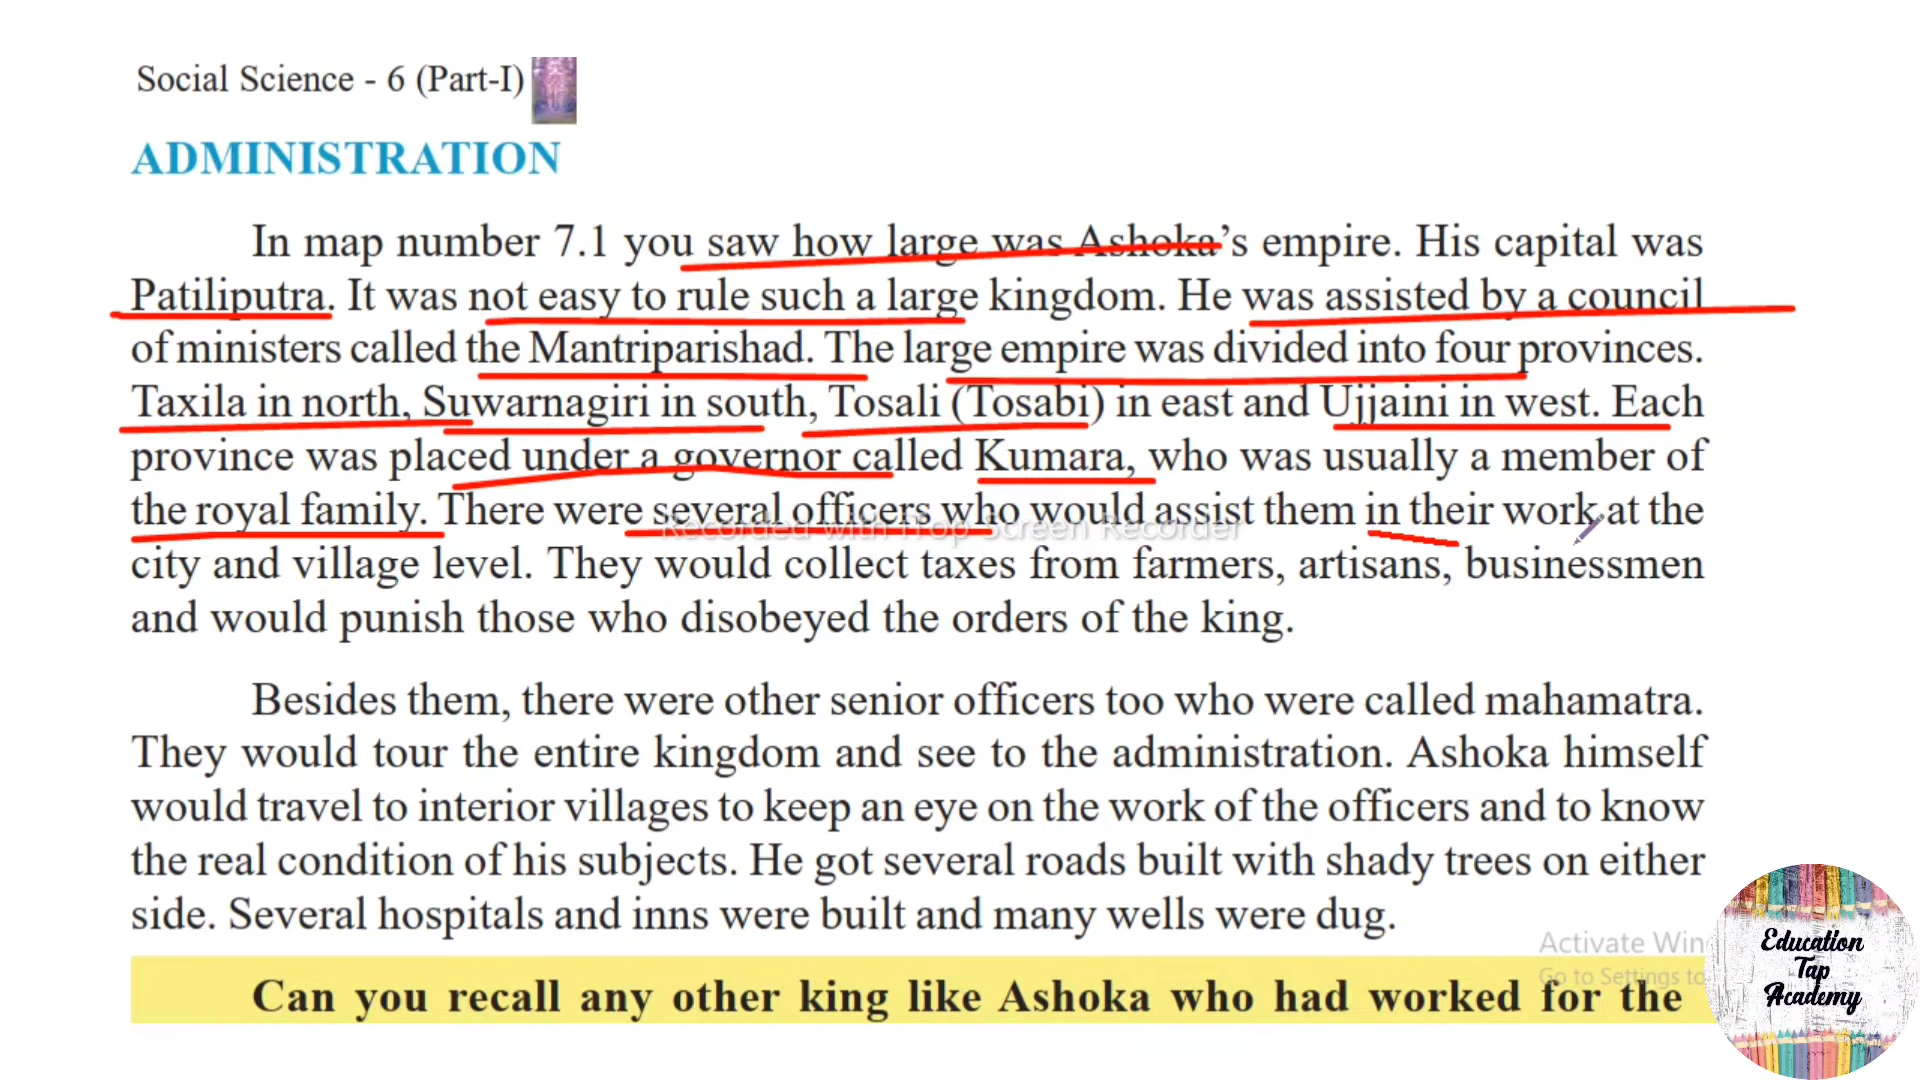 Social Science - 6 (Part-I)
ADMINISTRATION
In map number 7.1 you saw how large was Ashoka's empire. His capital was
Patiliputra. It was not easy to rule such a large kingdom. He was assisted by a council
of ministers called the Mantriparishad. The large empire was divided into four provinces.
Taxila in north, Suwarnagiri in south, Tosali (Tosabi) in east and Ujjaini in west. Each
province was placed under a governor called Kumara, who was usually a member of
the royal family. There were several officers who would assist them in their work at the
Recorded with iTop Screen Recorder
city and village level. They would collect taxes from farmers, artisans, businessmen
and would punish those who disobeyed the orders of the king.
Besides them, there were other senior officers too who were called mahamatra.
They would tour the entire kingdom and see to the administration. Ashoka himself
would travel to interior villages to keep an eye on the work of the officers and to know
the real condition of his subjects. He got several roads built with shady trees on either
side. Several hospitals and inns were built and many wells were dug.
Activate Win
Go to Settings to
Can you recall any other king like Ashoka who had worked for the
Education
Tap
Academy